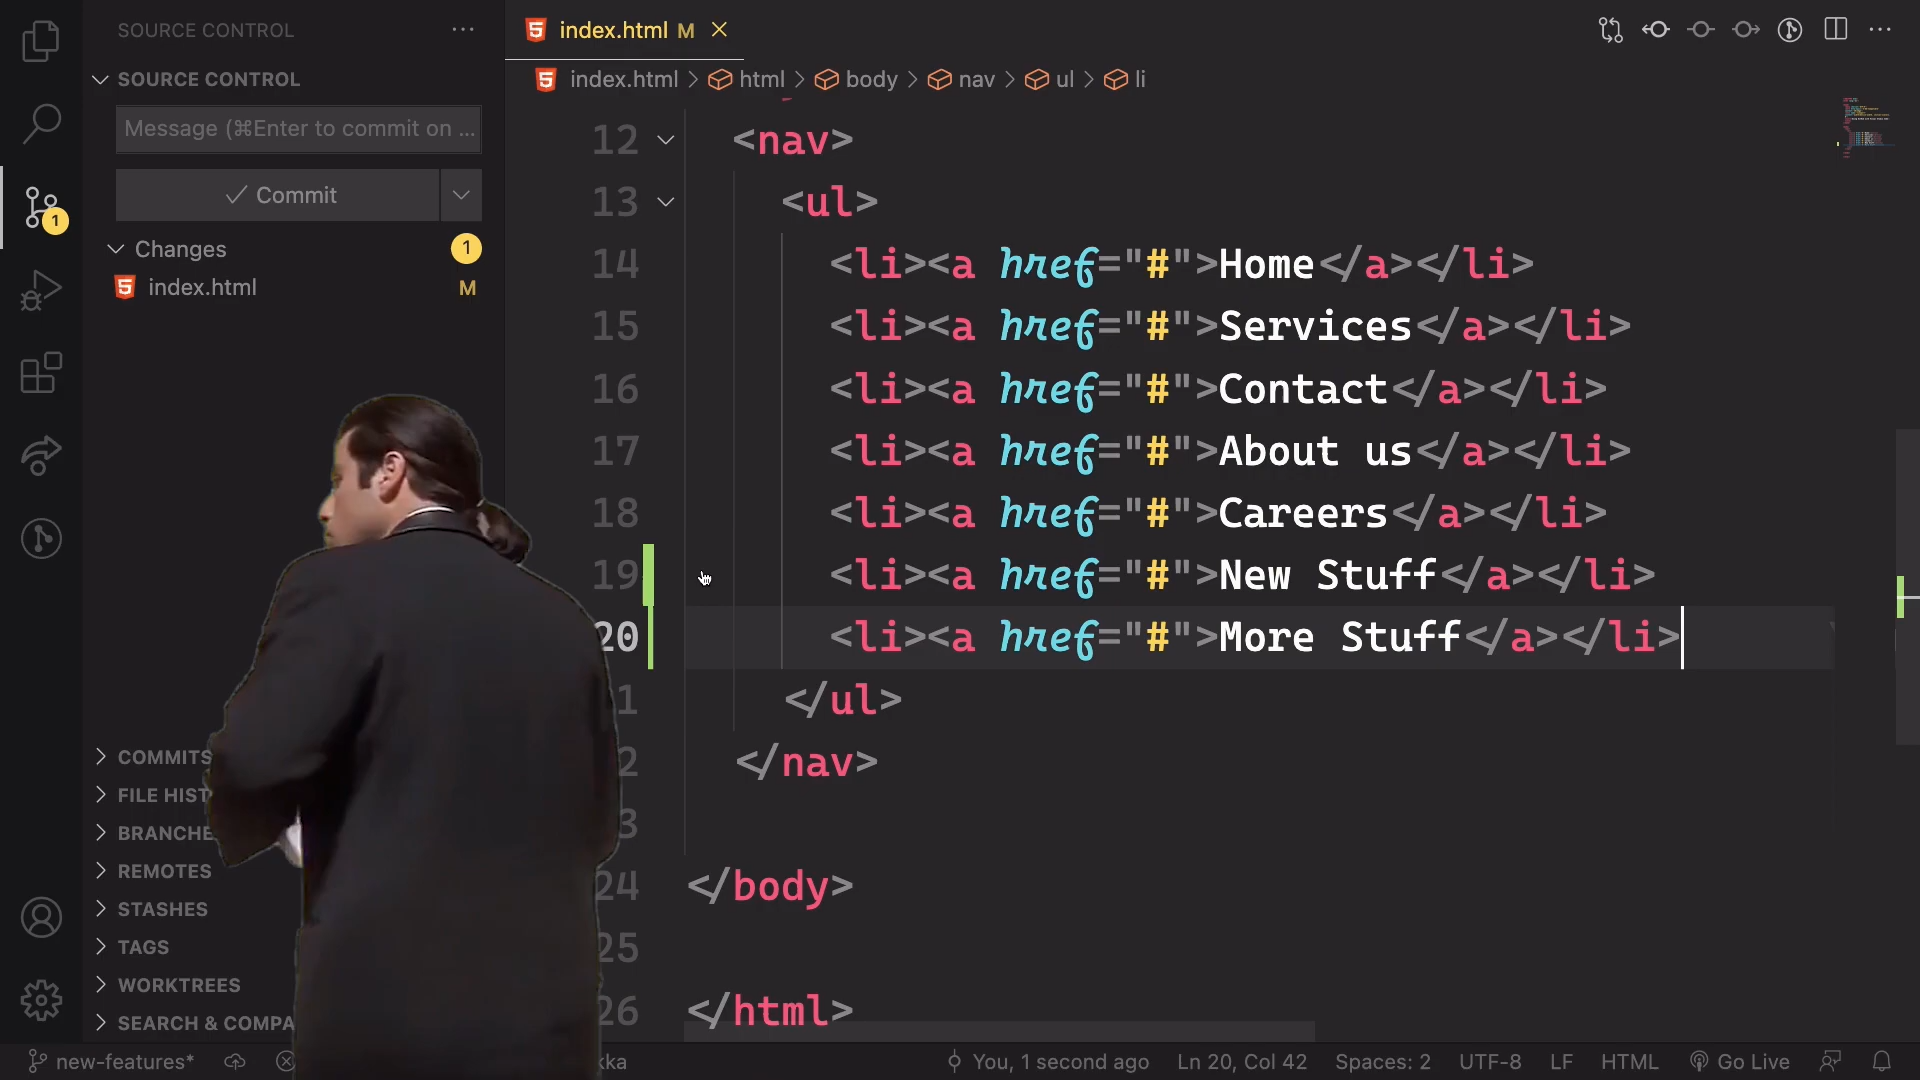 SOURCE CONTROL
index.html M
SOURCE CONTROL
index.html > html > body > nav > ul > li
Message (⌘Enter to commit on ...
Commit
Changes 1
index.html M
1
12 <nav>
13 <ul>
14 <li><a href="#">Home</a></li>
15 <li><a href="#">Services</a></li>
16 <li><a href="#">Contact</a></li>
17 <li><a href="#">About us</a></li>
18 <li><a href="#">Careers</a></li>
19 <li><a href="#">New Stuff</a></li>
20 <li><a href="#">More Stuff</a></li>
1 </ul>
2 </nav>
3
24 </body>
25
26 </html>
COMMITS
FILE HIST
BRANCHE
REMOTES
STASHES
TAGS
WORKTREES
SEARCH & COMPA
new-features*
kka
You, 1 second ago
Ln 20, Col 42
Spaces: 2
UTF-8
LF
HTML
Go Live